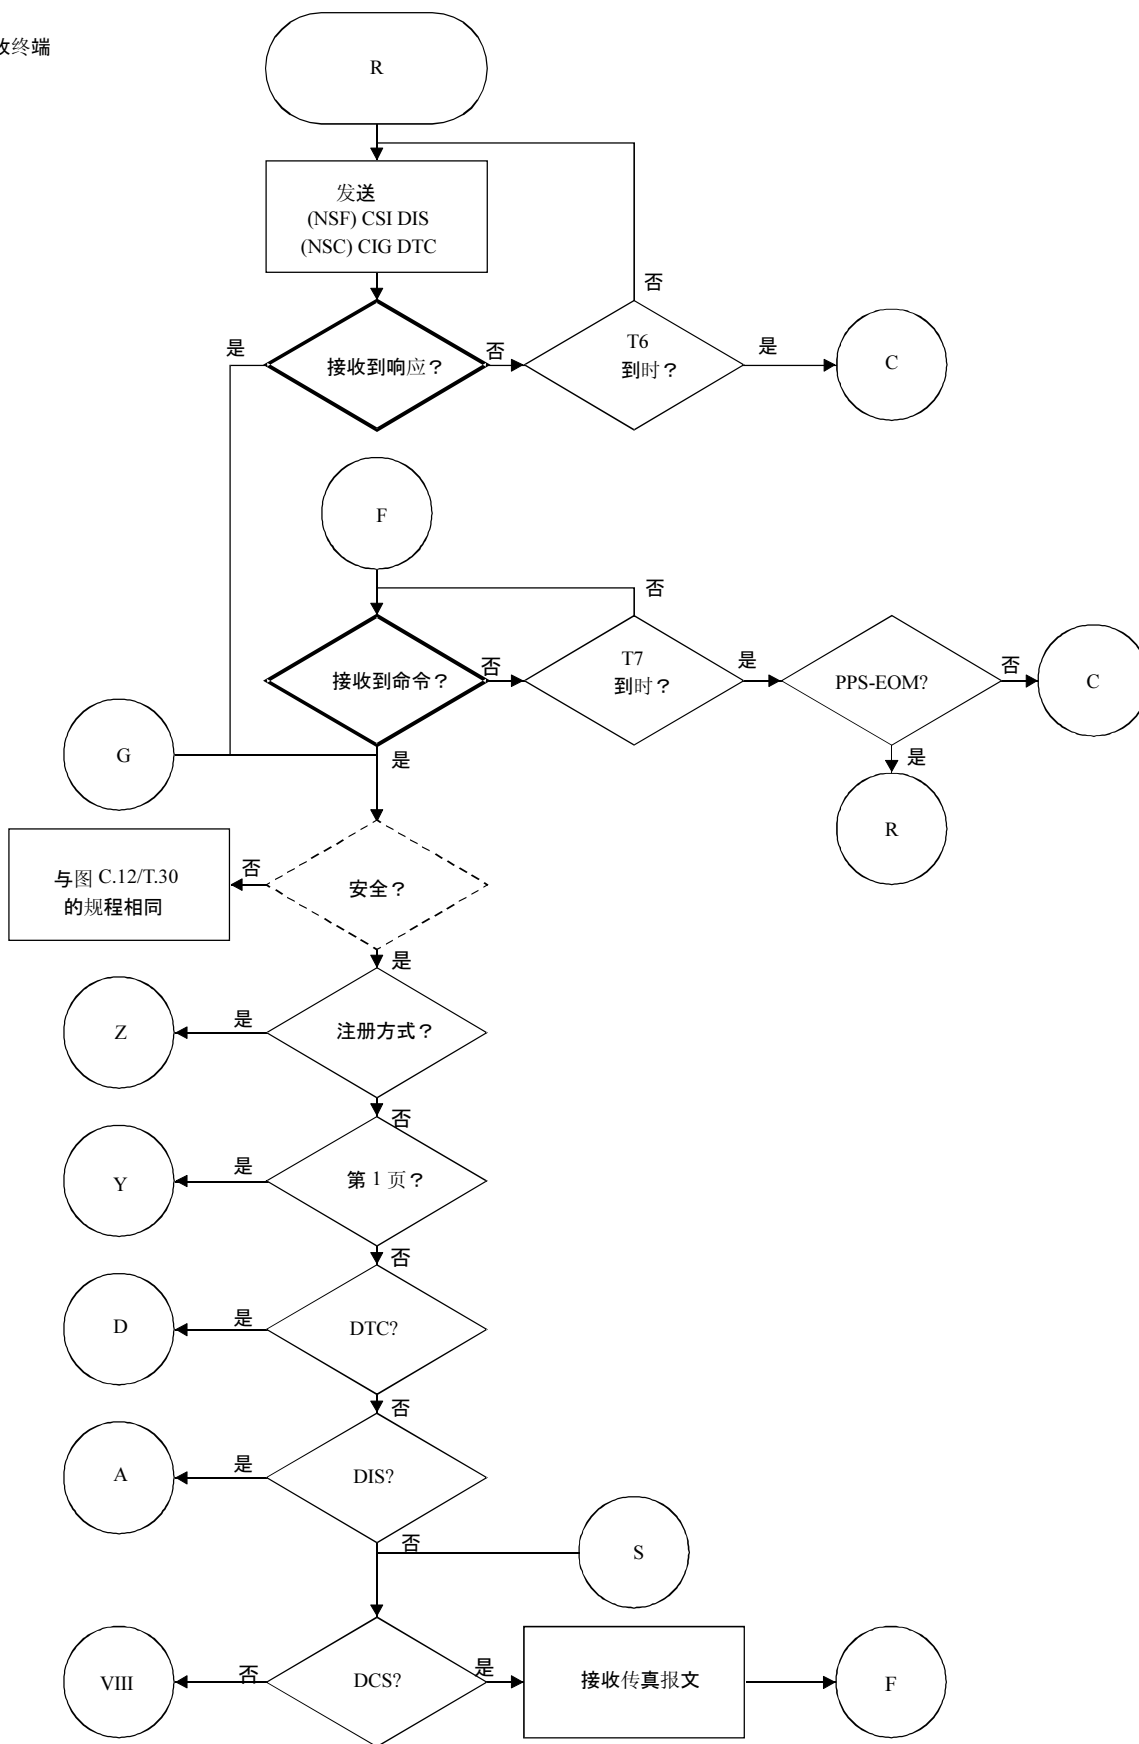 收终端
R
发送
(NSF) CSI DIS
(NSC) CIG DTC
否
是
接收到响应?
否
T6
到时?
是
C
F
否
接收到命令?
否
T7
到时?
是
PPS-EOM?
否
C
G
是
是
R
与图 C.12/T.30
的规程相同
否
安全?
是
Z
是
注册方式?
否
Y
是
第 1 页?
否
D
是
DTC?
否
A
是
DIS?
否
S
VIII
否
DCS?
是
接收传真报文
F